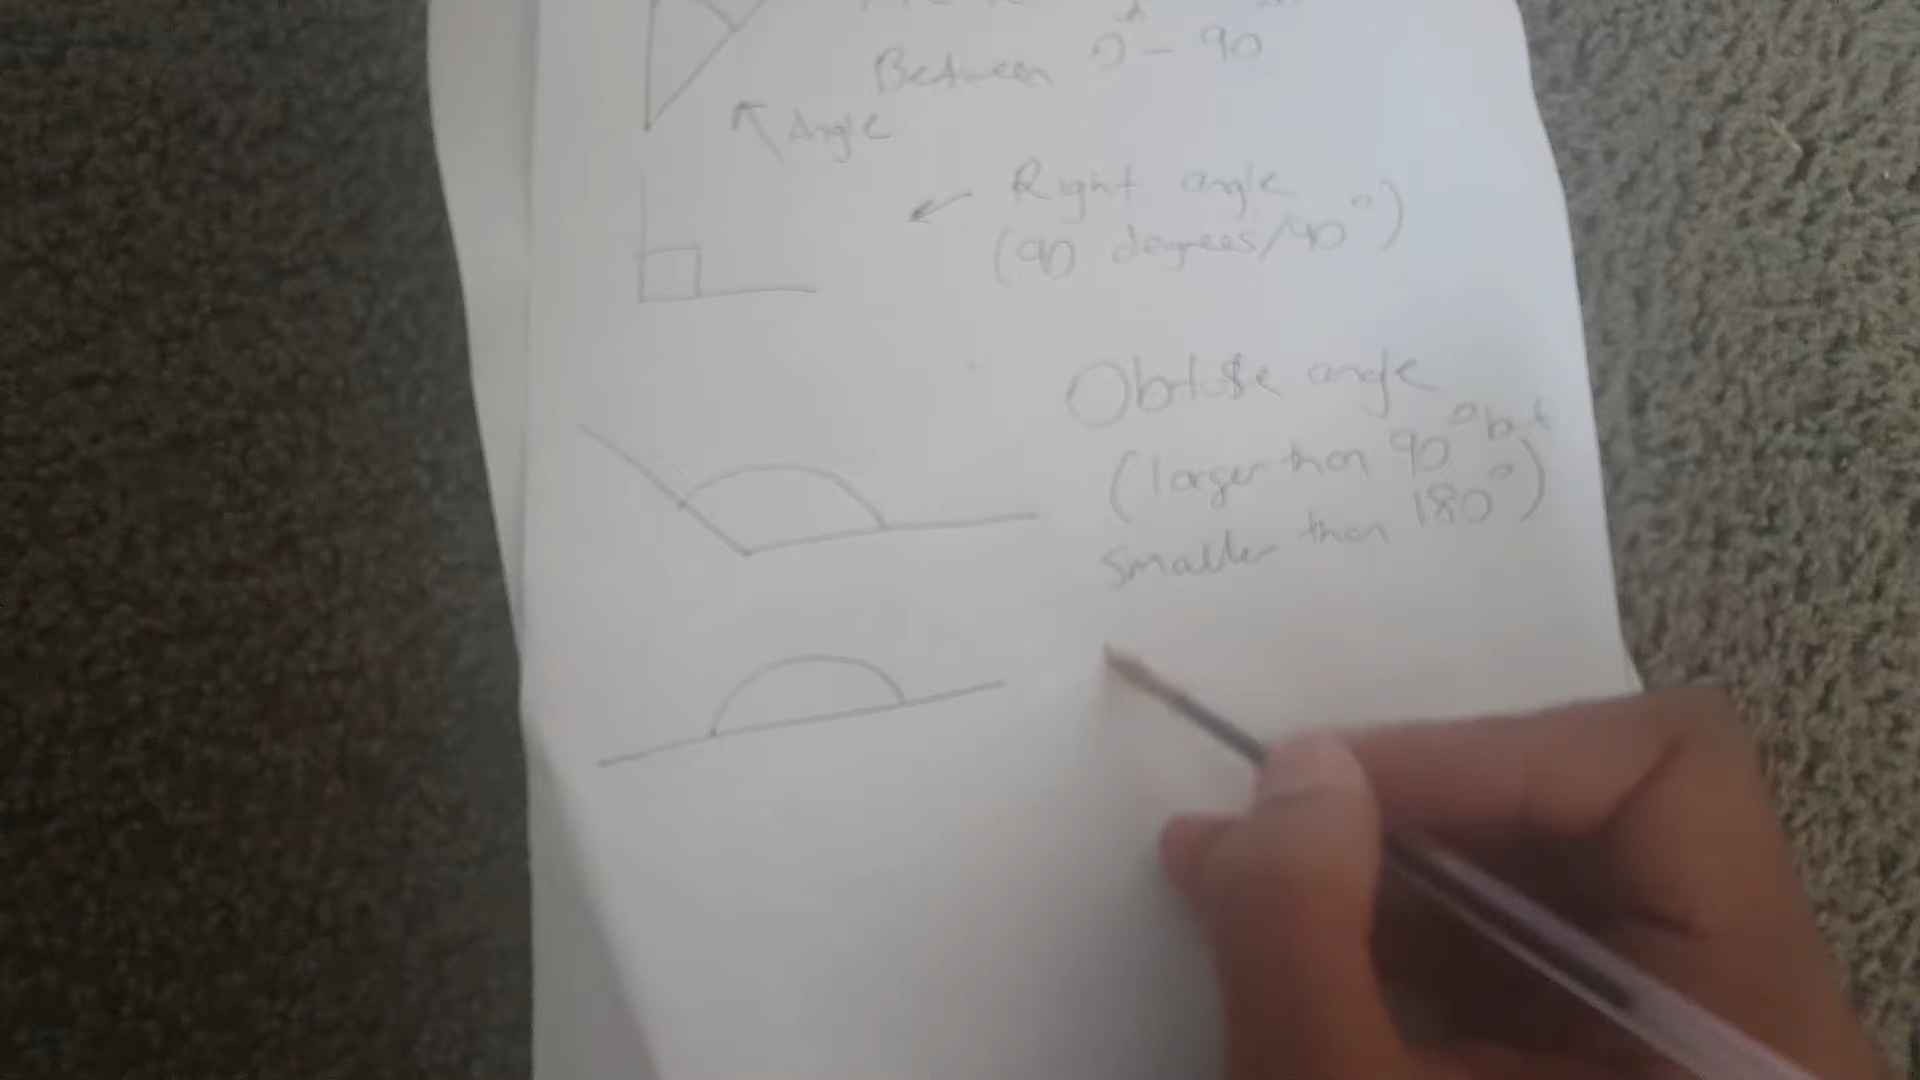 Between 0 - 90
Angle
Right angle
(90 degrees/90°)
Obtuse angle
(larger than 90° but
smaller than 180°)